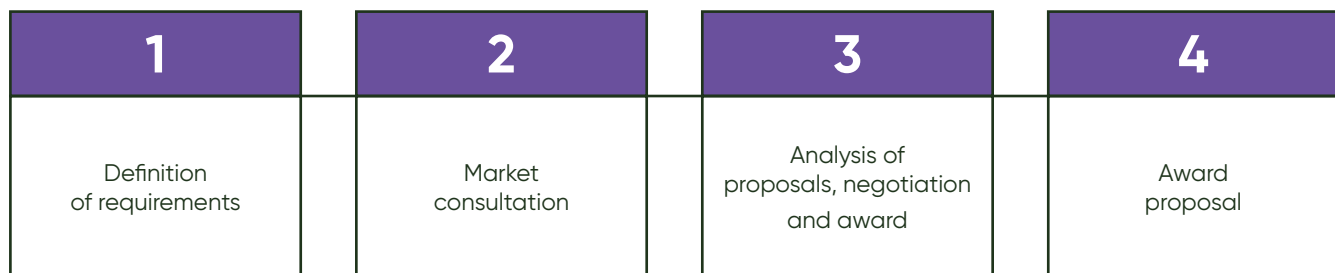 1
Definition
of requirements
2
Market
consultation
3
Analysis of
proposals, negotiation
and award
4
Award
proposal